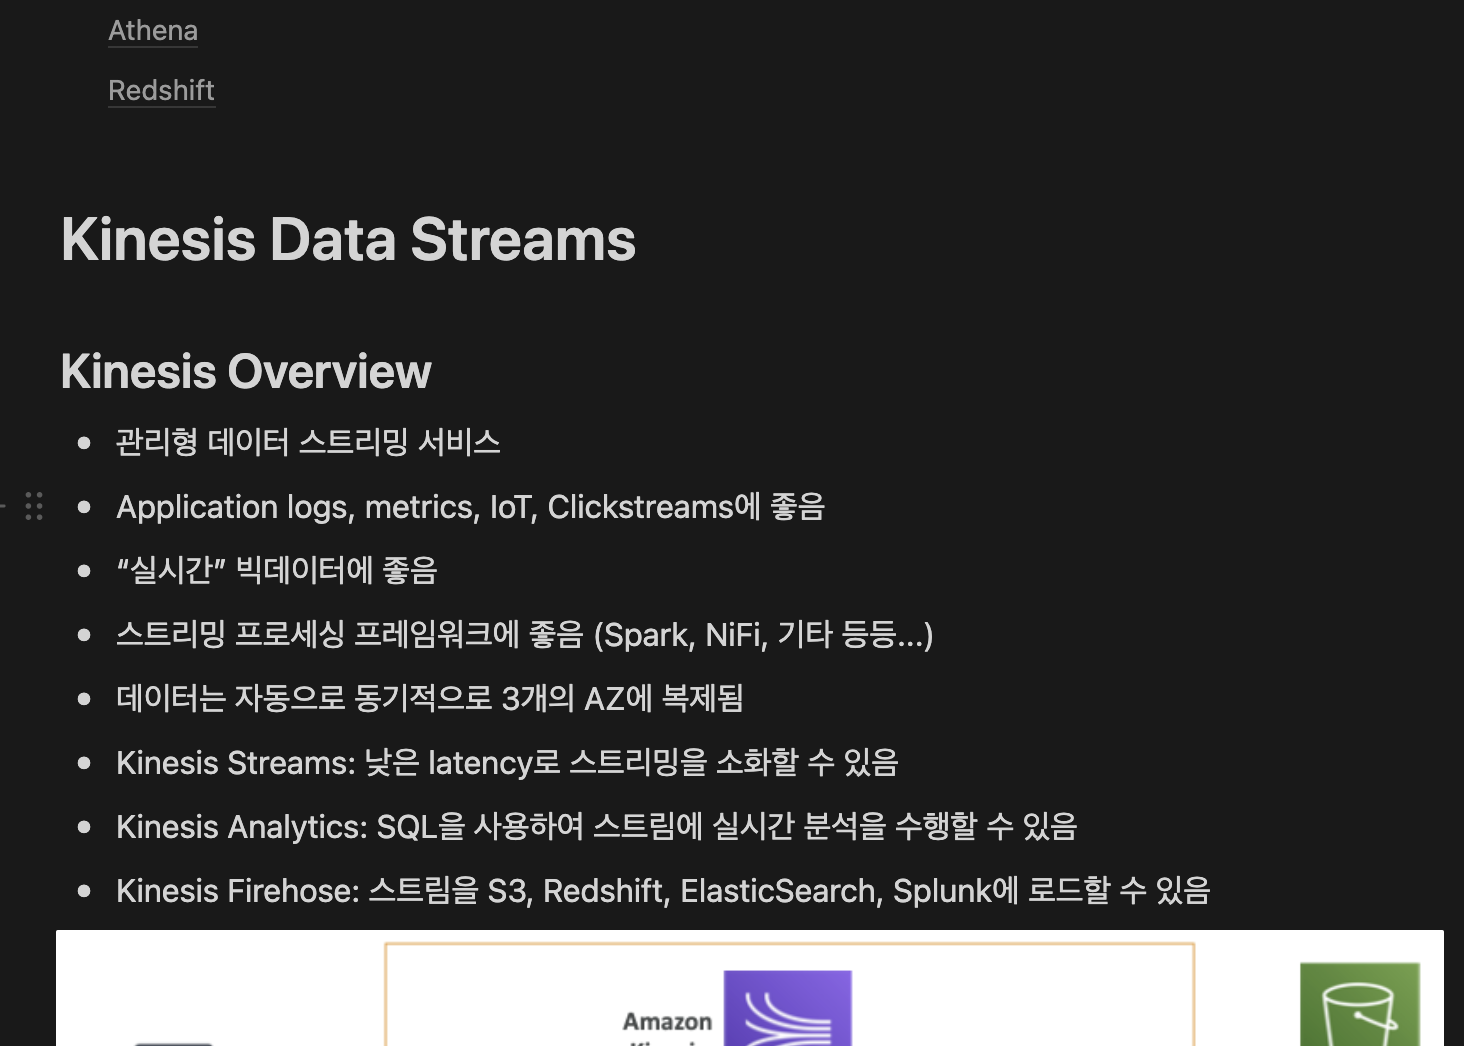 Athena
Redshift
Kinesis Data Streams
Kinesis Overview
관리형 데이터 스트리밍 서비스
Application logs, metrics, IoT, Clickstreams에 좋음
“실시간” 빅데이터에 좋음
스트리밍 프로세싱 프레임워크에 좋음 (Spark, NiFi, 기타 등등...)
데이터는 자동으로 동기적으로 3개의 AZ에 복제됨
Kinesis Streams: 낮은 latency로 스트리밍을 소화할 수 있음
Kinesis Analytics: SQL을 사용하여 스트림에 실시간 분석을 수행할 수 있음
Kinesis Firehose: 스트림을 S3, Redshift, ElasticSearch, Splunk에 로드할 수 있음
Amazon